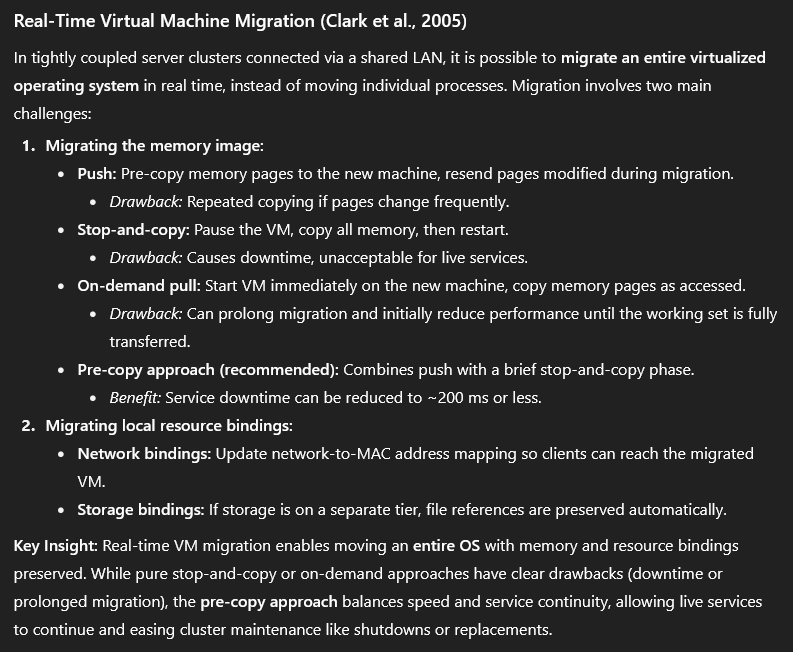 Real-Time Virtual Machine Migration (Clark et al., 2005)
In tightly coupled server clusters connected via a shared LAN, it is possible to migrate an entire virtualized
operating system in real time, instead of moving individual processes. Migration involves two main
challenges:
1. Migrating the memory image:
• Push: Pre-copy memory pages to the new machine, resend pages modified during migration.
• Drawback: Repeated copying if pages change frequently.
• Stop-and-copy: Pause the VM, copy all memory, then restart.
• Drawback: Causes downtime, unacceptable for live services.
• On-demand pull: Start VM immediately on the new machine, copy memory pages as accessed.
• Drawback: Can prolong migration and initially reduce performance until the working set is fully
transferred.
• Pre-copy approach (recommended): Combines push with a brief stop-and-copy phase.
• Benefit: Service downtime can be reduced to ~200 ms or less.
2. Migrating local resource bindings:
• Network bindings: Update network-to-MAC address mapping so clients can reach the migrated
VM.
• Storage bindings: If storage is on a separate tier, file references are preserved automatically.
Key Insight: Real-time VM migration enables moving an entire OS with memory and resource bindings
preserved. While pure stop-and-copy or on-demand approaches have clear drawbacks (downtime or
prolonged migration), the pre-copy approach balances speed and service continuity, allowing live services
to continue and easing cluster maintenance like shutdowns or replacements.